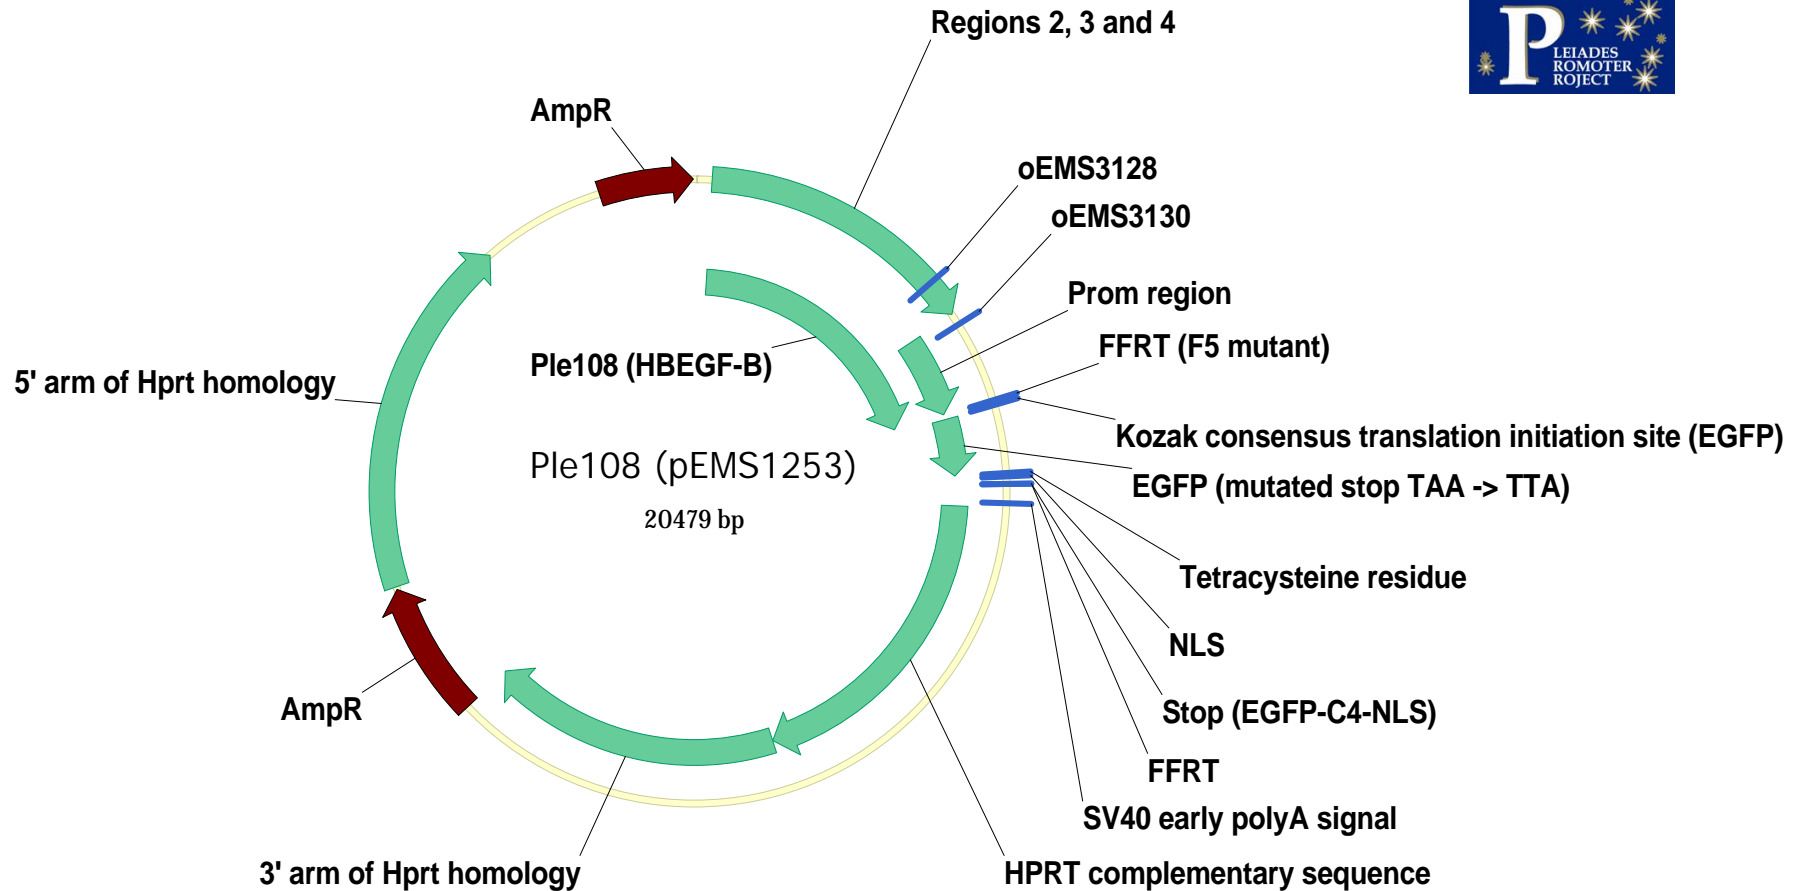 Regions 2, 3 and 4
PLEIADES
PROMOTER
PROJECT
AmpR
oEMS3128
oEMS3130
Prom region
FFRT (F5 mutant)
Ple108 (HBEGF-B)
5' arm of Hprt homology
Kozak consensus translation initiation site (EGFP)
Ple108 (pEMS1253)
EGFP (mutated stop TAA -> TTA)
20479 bp
Tetracysteine residue
NLS
AmpR
Stop (EGFP-C4-NLS)
FFRT
SV40 early polyA signal
3' arm of Hprt homology
HPRT complementary sequence